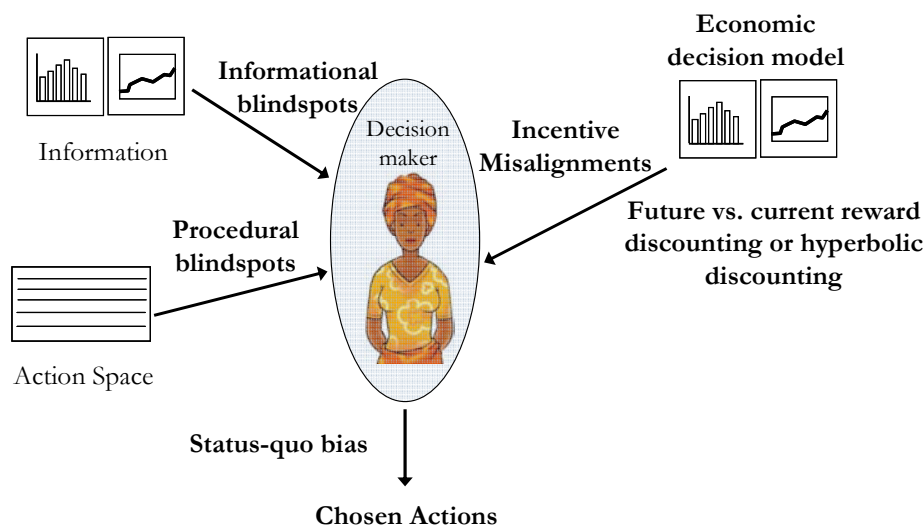 Economic
decision model
Informational
blindspots
Information
Decision
maker
Incentive
Misalignments
Future vs. current reward
discounting or hyperbolic
discounting
Procedural
blindspots
Action Space
Status-quo bias
Chosen Actions